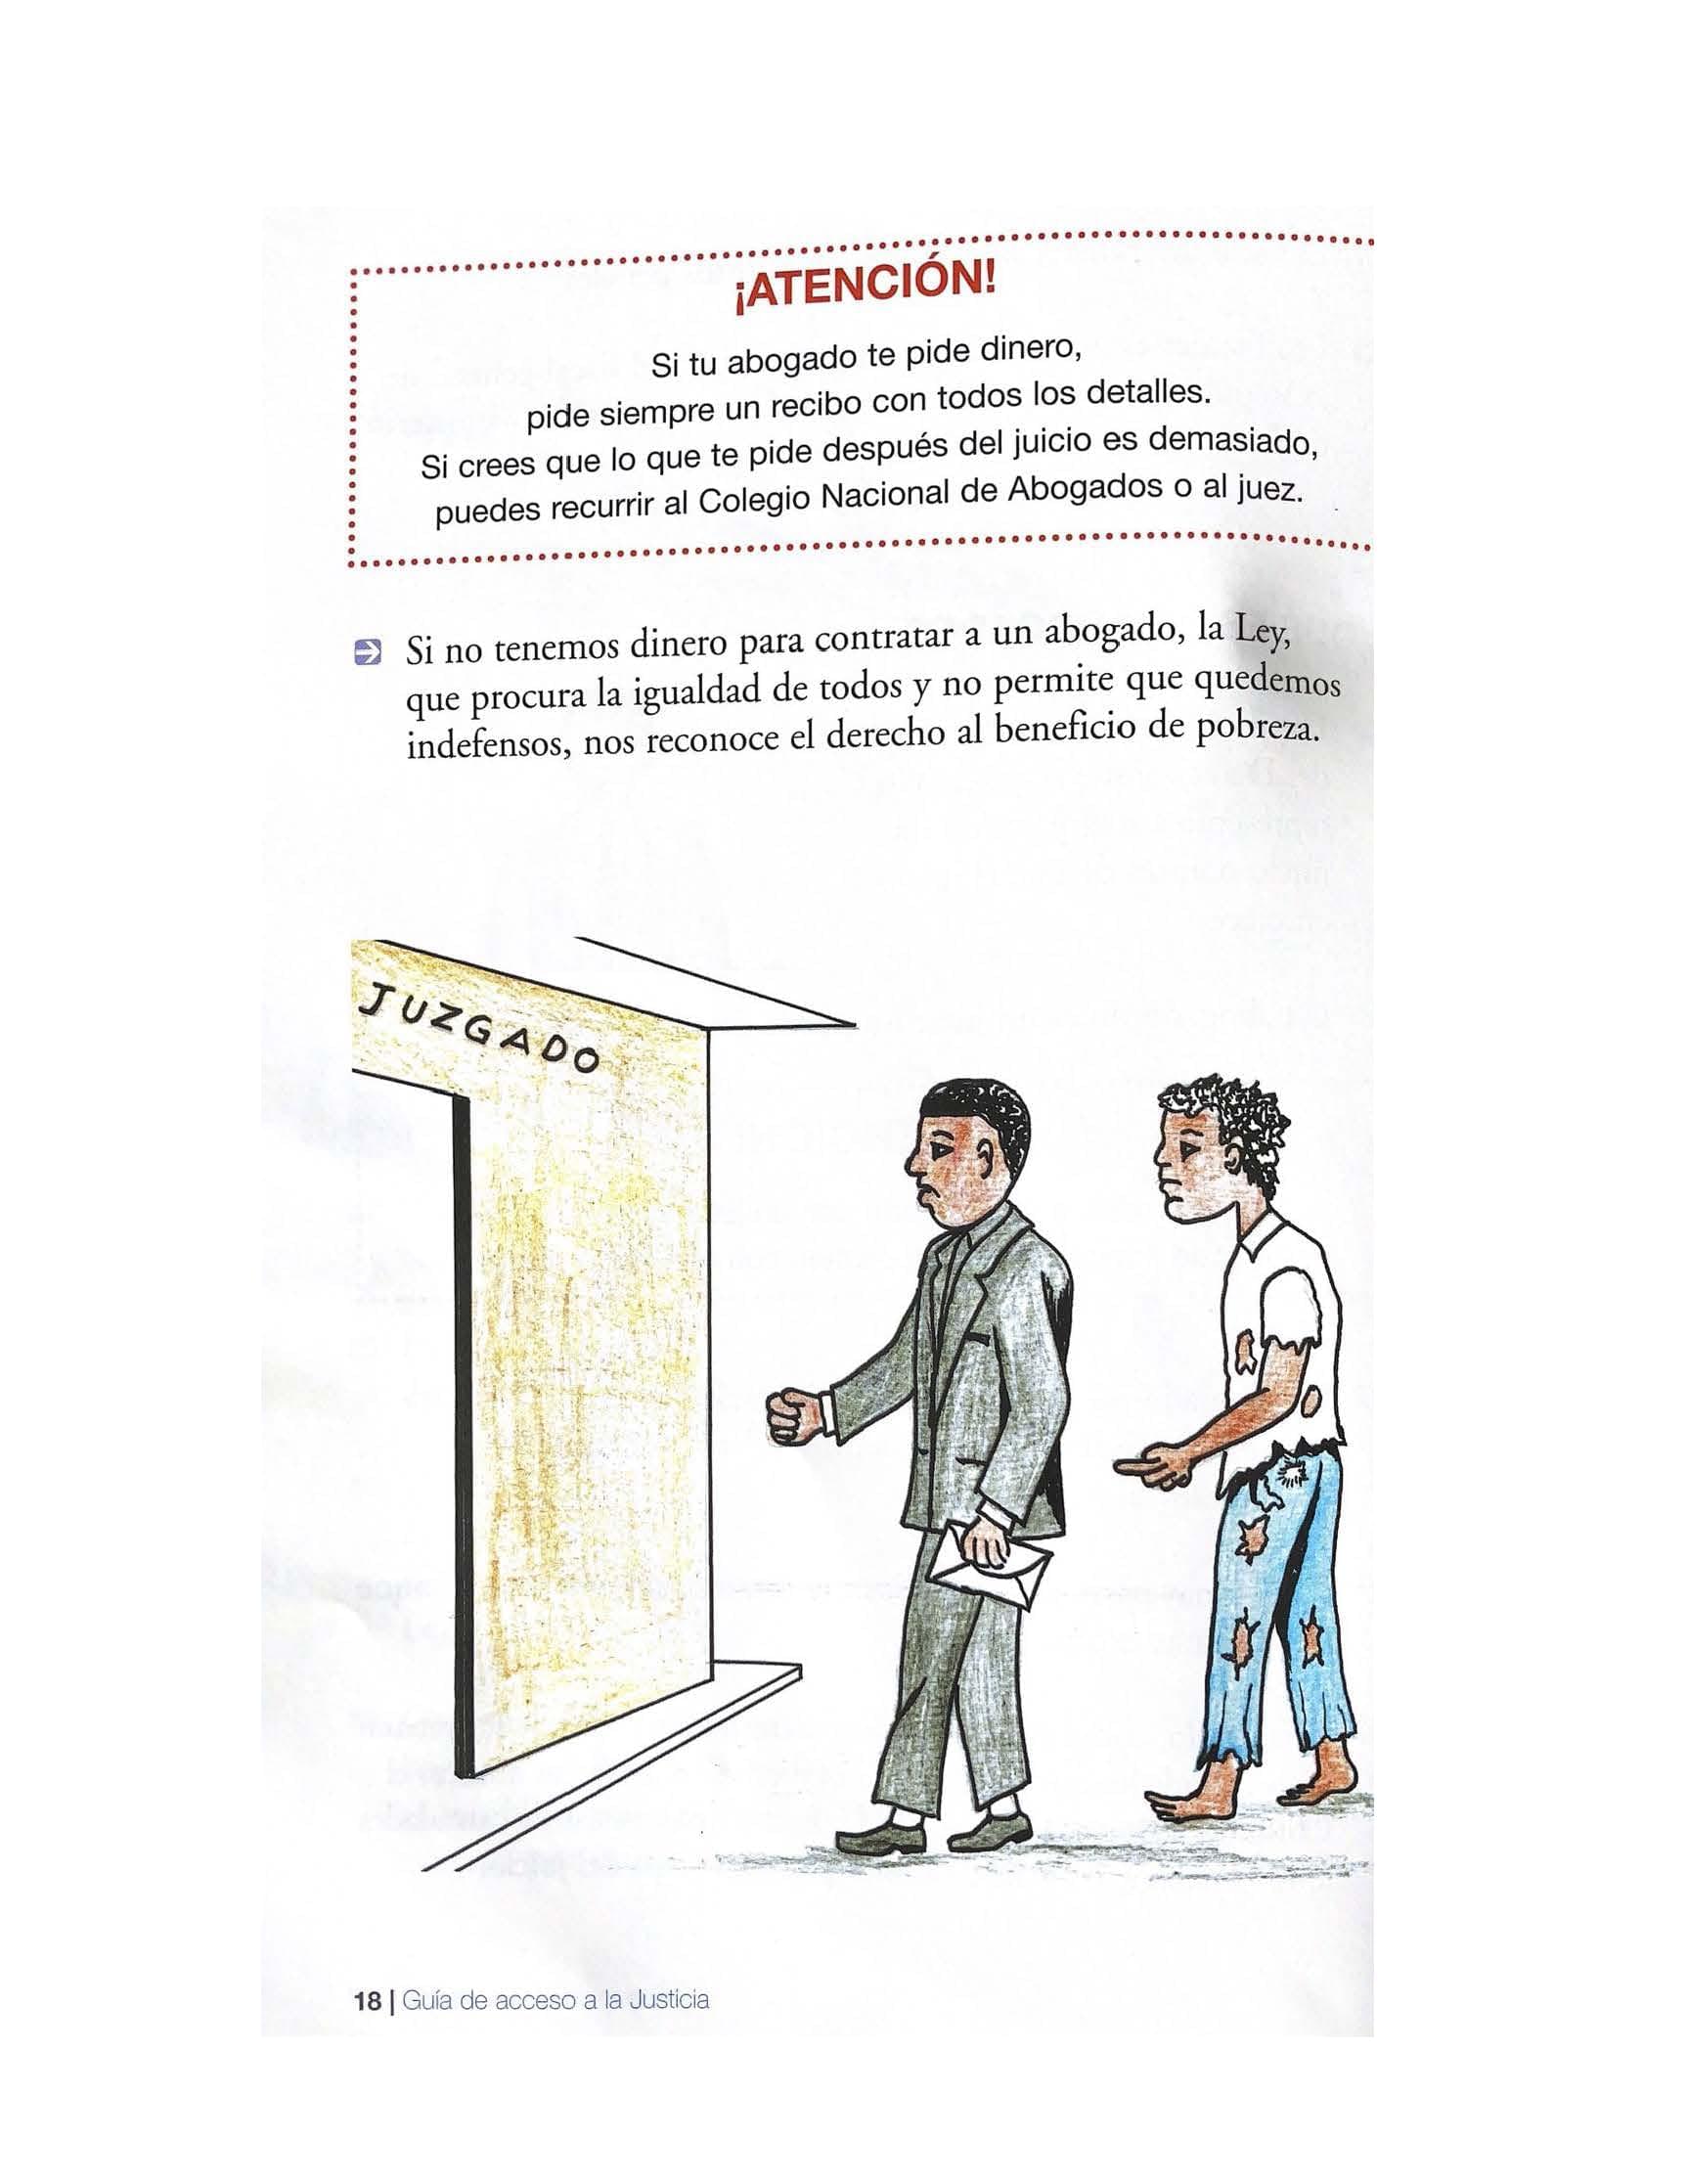 ¡ATENCIÓN!
Si tu abogado te pide dinero,
pide siempre un recibo con todos los detalles.
Si crees que lo que te pide después del juicio es demasiado,
puedes recurrir al Colegio Nacional de Abogados o al juez.
Si no tenemos dinero para contratar a un abogado, la Ley,
que procura la igualdad de todos y no permite que quedemos
indefensos, nos reconoce el derecho al beneficio de pobreza.
JUZGADO
18 | Guía de acceso a la Justicia